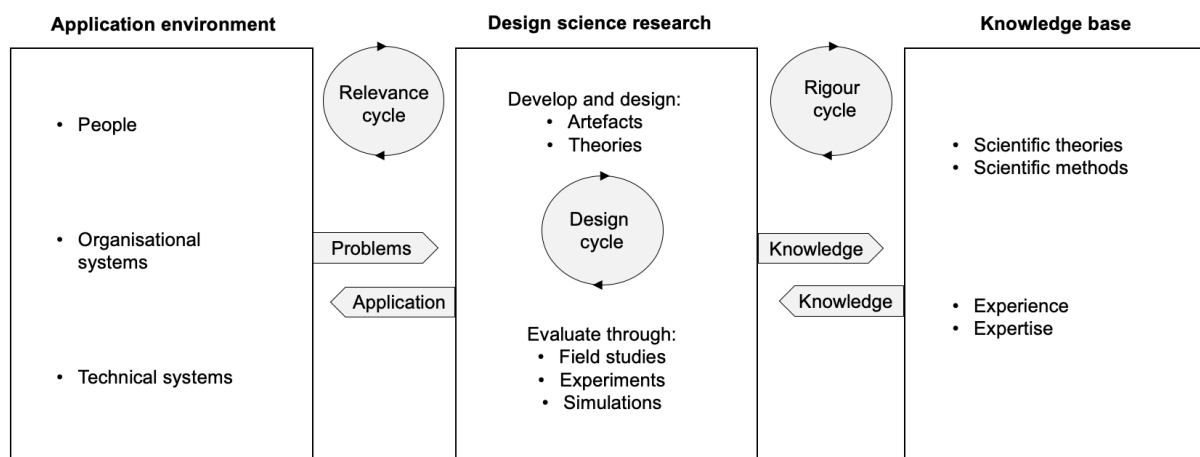 Application environment
• People
• Organisational
systems
• Technical systems
Relevance
cycle
Problems
Application
Design science research
Develop and design:
• Artefacts
• Theories
Design
cycle
Evaluate through:
• Field studies
• Experiments
• Simulations
Rigour
cycle
Knowledge
Knowledge
Knowledge base
• Scientific theories
• Scientific methods
• Experience
• Expertise